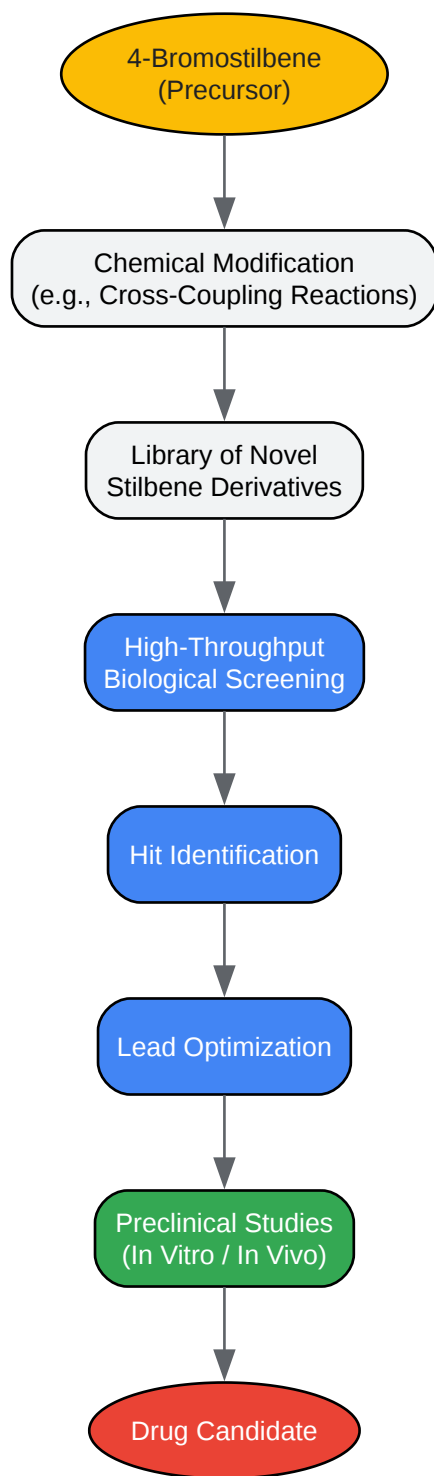 4-Bromostilbene
(Precursor)
Chemical Modification
(e.g., Cross-Coupling Reactions)
Library of Novel
Stilbene Derivatives
High-Throughput
Biological Screening
Hit Identification
Lead Optimization
Preclinical Studies
(In Vitro / In Vivo)
Drug Candidate